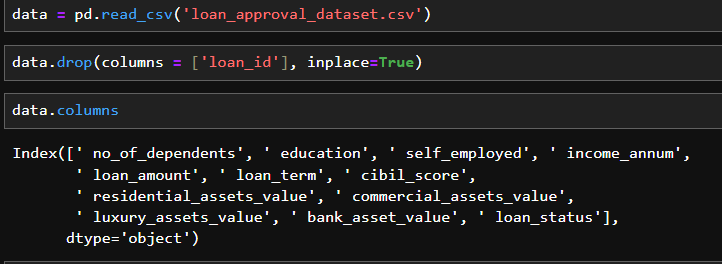 data = pd.read_csv('loan_approval_dataset.csv')
data.drop(columns = ['loan_id'], inplace=True)
data.columns
Index([' no_of_dependents', ' education', ' self_employed', ' income_annum',
       ' loan_amount', ' loan_term', ' cibil_score',
       ' residential_assets_value', ' commercial_assets_value',
       ' luxury_assets_value', ' bank_asset_value', ' loan_status'],
      dtype='object')